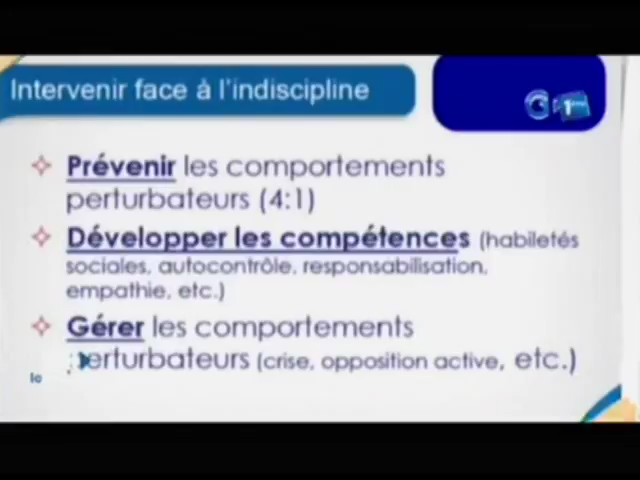 Intervenir face à l'indiscipline
1
Prévenir les comportements
perturbateurs (4:1)
Développer les compétences (habiletés
sociales, autocontrôle, responsabilisation,
empathie, etc.)
Gérer les comportements
perturbateurs (crise, opposition active, etc.)